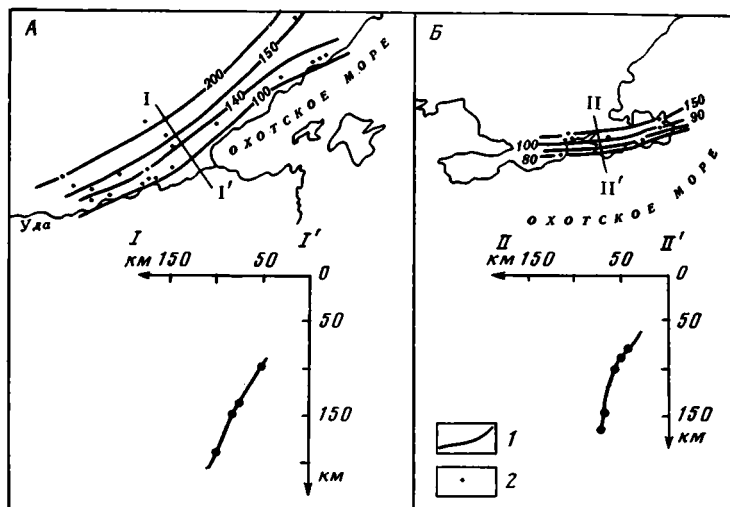 А
200
150
140
100
I
I'
ОХОТСКОЕ МОРЕ
Уда
I
I'
км 150
50
0
50
150
км
Б
II
150
90
100
80
II'
ОХОТСКОЕ МОРЕ
II
II'
км 150
50
0
50
150
км
1
2